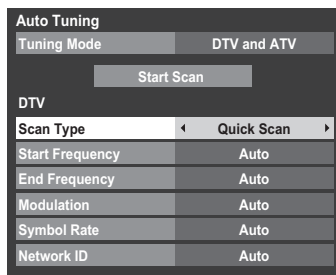 Auto Tuning
Tuning Mode DTV and ATV
Start Scan
DTV
Scan Type Quick Scan
Start Frequency Auto
End Frequency Auto
Modulation Auto
Symbol Rate Auto
Network ID Auto